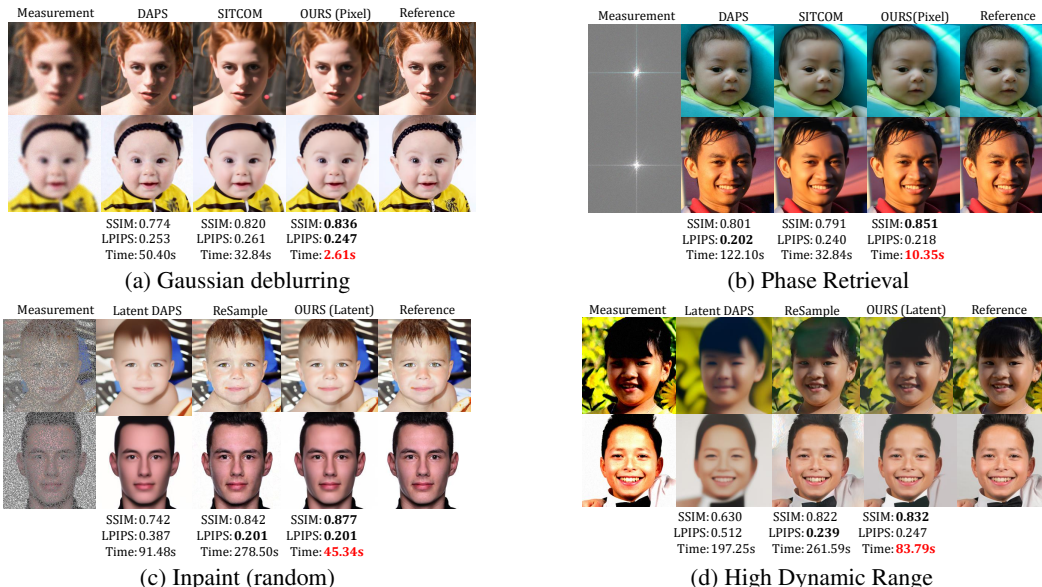 Measurement DAPS SITCOM OURS (Pixel) Reference
SSIM: 0.774 SSIM: 0.820 SSIM: 0.836
LPIPS: 0.253 LPIPS: 0.261 LPIPS: 0.247
Time: 50.40s Time: 32.84s Time: 2.61s
(a) Gaussian deblurring
Measurement DAPS SITCOM OURS(Pixel) Reference
SSIM: 0.801 SSIM: 0.791 SSIM: 0.851
LPIPS: 0.202 LPIPS: 0.240 LPIPS: 0.218
Time: 122.10s Time: 32.84s Time: 10.35s
(b) Phase Retrieval
Measurement Latent DAPS ReSample OURS (Latent) Reference
SSIM: 0.742 SSIM: 0.842 SSIM: 0.877
LPIPS: 0.387 LPIPS: 0.201 LPIPS: 0.201
Time: 91.48s Time: 278.50s Time: 45.34s
(c) Inpaint (random)
Measurement Latent DAPS ReSample OURS (Latent) Reference
SSIM: 0.630 SSIM: 0.822 SSIM: 0.832
LPIPS: 0.512 LPIPS: 0.239 LPIPS: 0.247
Time: 197.25s Time: 261.59s Time: 83.79s
(d) High Dynamic Range